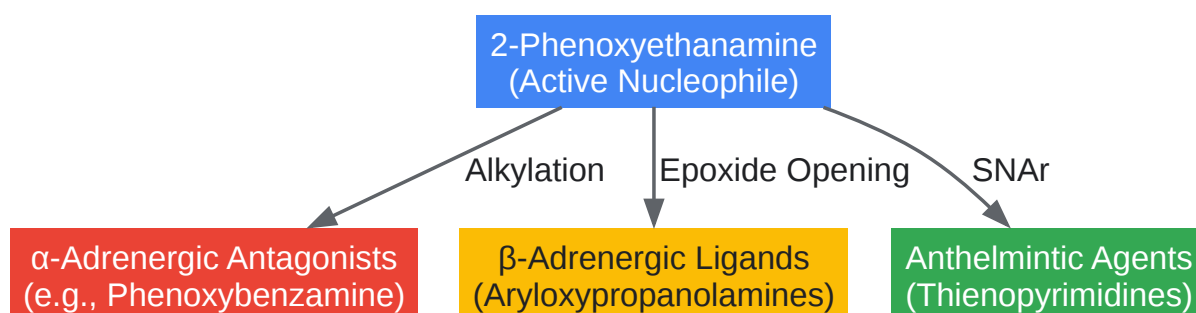 2-Phenoxyethanamine
(Active Nucleophile)
Alkylation
Epoxide Opening
SNAr
α-Adrenergic Antagonists
(e.g., Phenoxybenzamine)
β-Adrenergic Ligands
(Aryloxypropanolamines)
Anthelmintic Agents
(Thienopyrimidines)